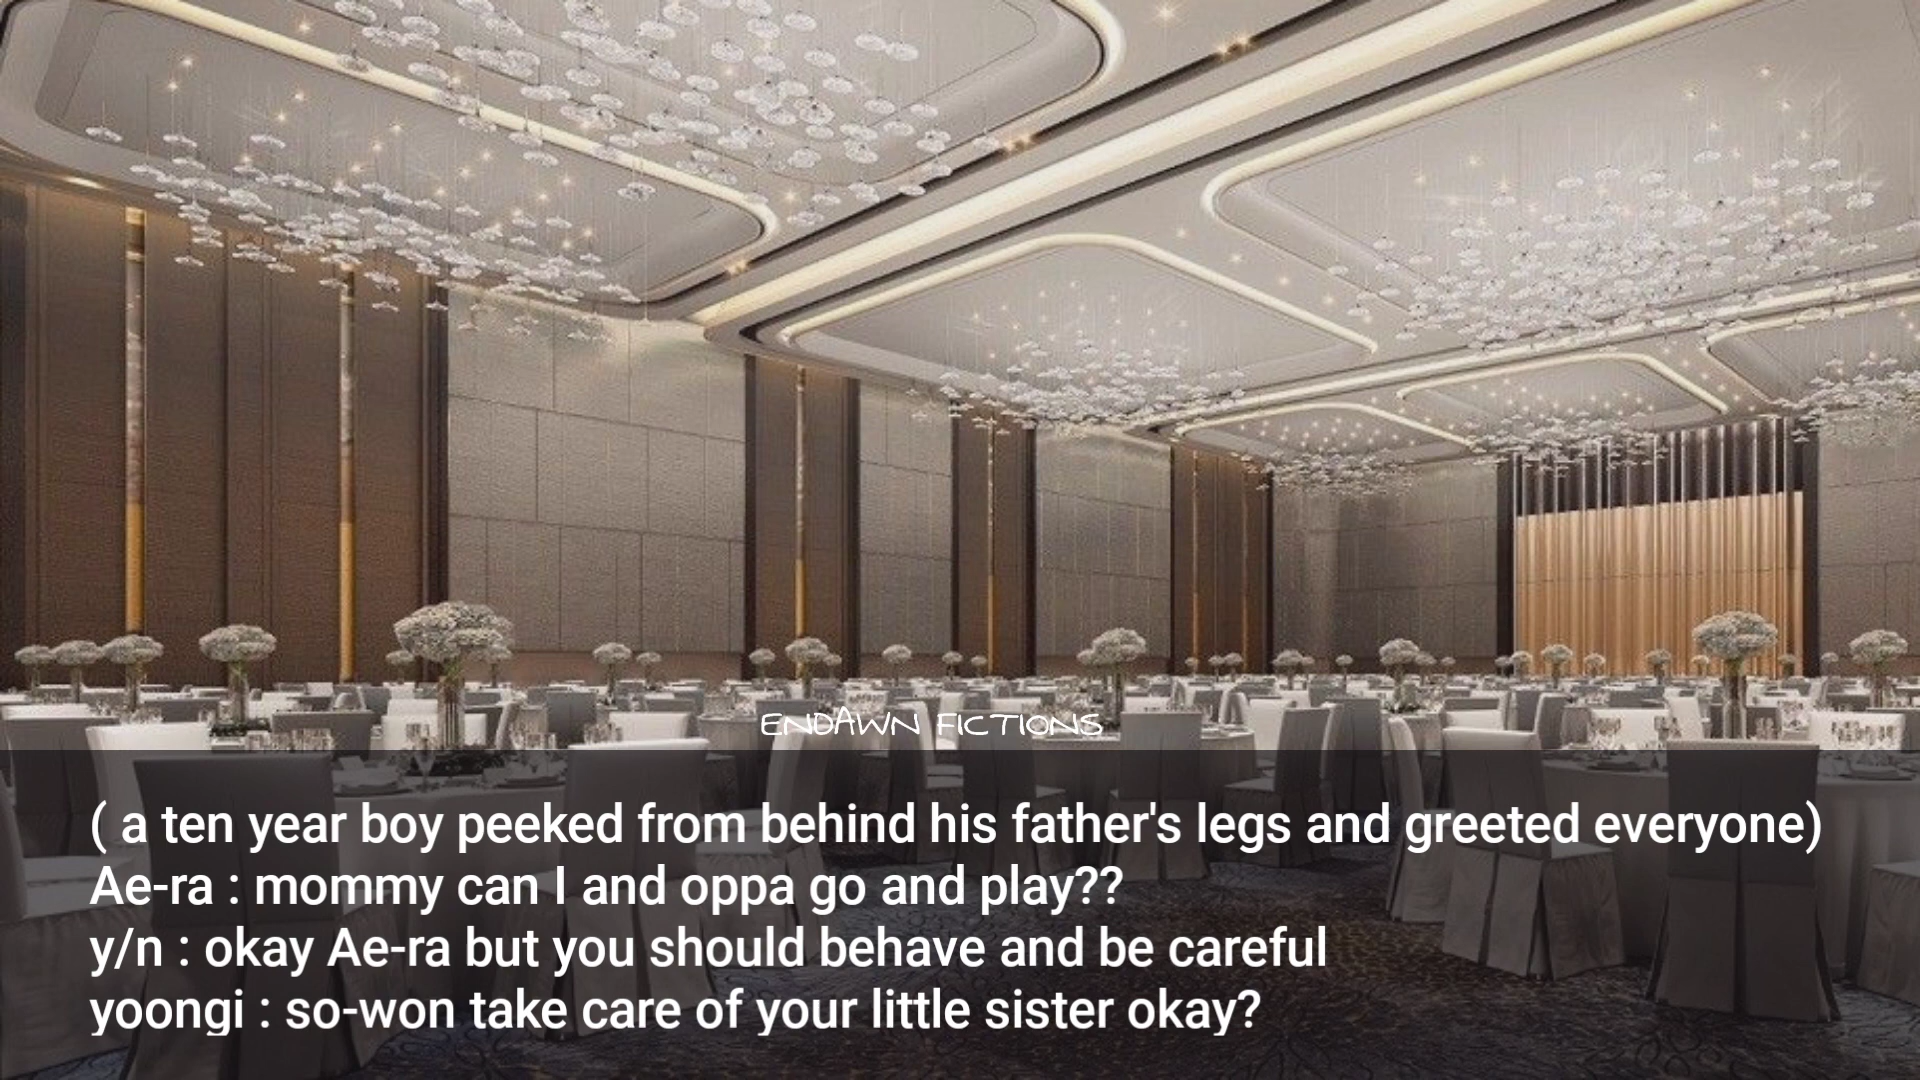 ENDAWN FICTIONS
( a ten year boy peeked from behind his father's legs and greeted everyone)
Ae-ra : mommy can I and oppa go and play??
y/n : okay Ae-ra but you should behave and be careful
yoongi : so-won take care of your little sister okay?